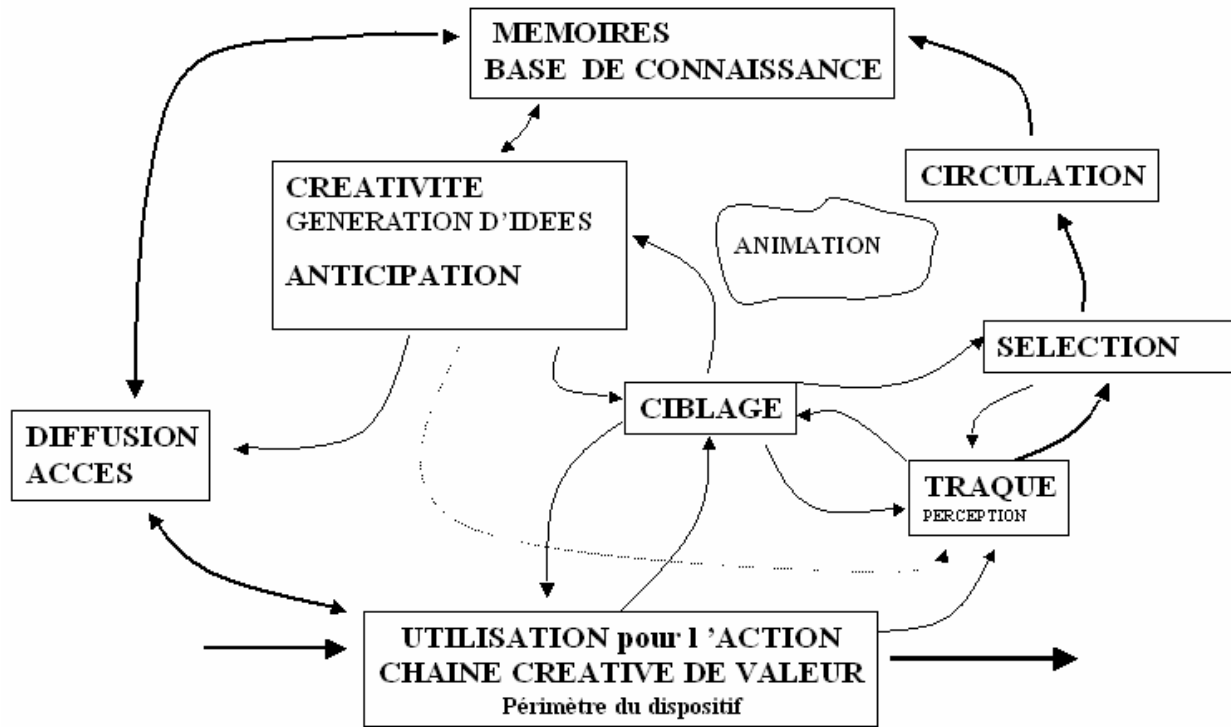 MEMOIRES
BASE DE CONNAISSANCE
CIRCULATION
CREATIVITE
GENERATION D'IDEES
ANTICIPATION
ANIMATION
SELECTION
CIBLAGE
DIFFUSION
ACCES
TRAQUE
PERCEPTION
UTILISATION pour l ’ACTION
CHAINE CREATIVE DE VALEUR
Périmètre du dispositif